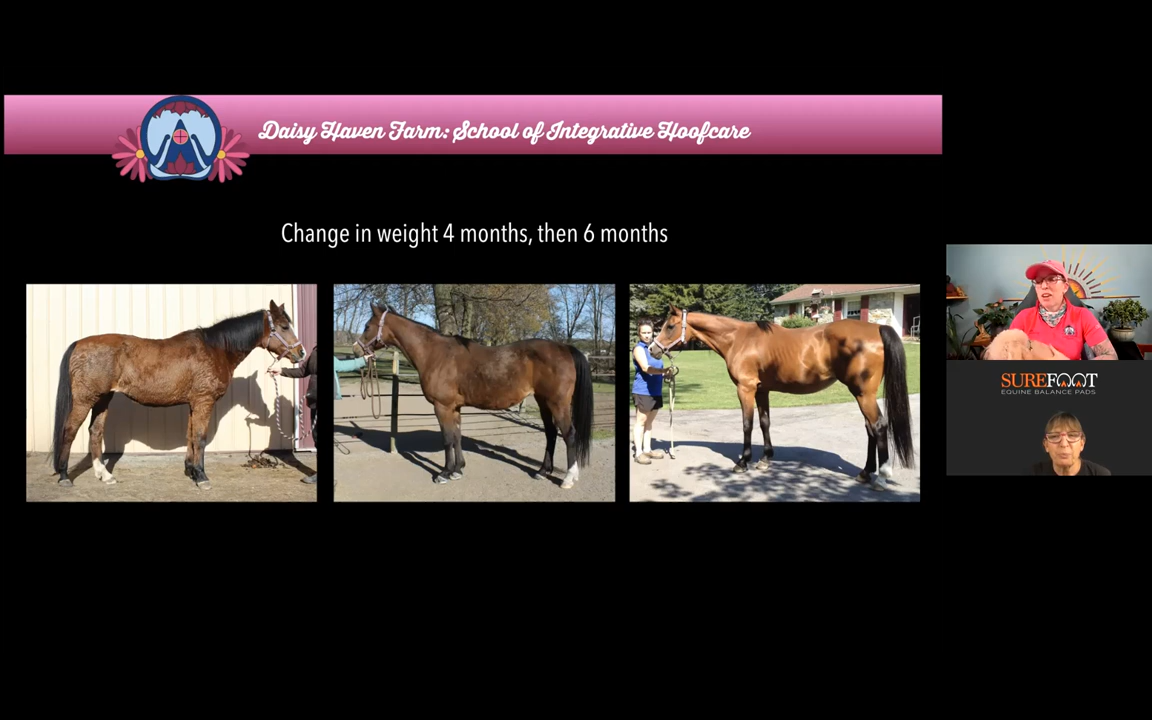 Daisy Haven Farm: School of Integrative Hoofcare
Change in weight 4 months, then 6 months
SUREFOOT
EQUINE BALANCE PADS